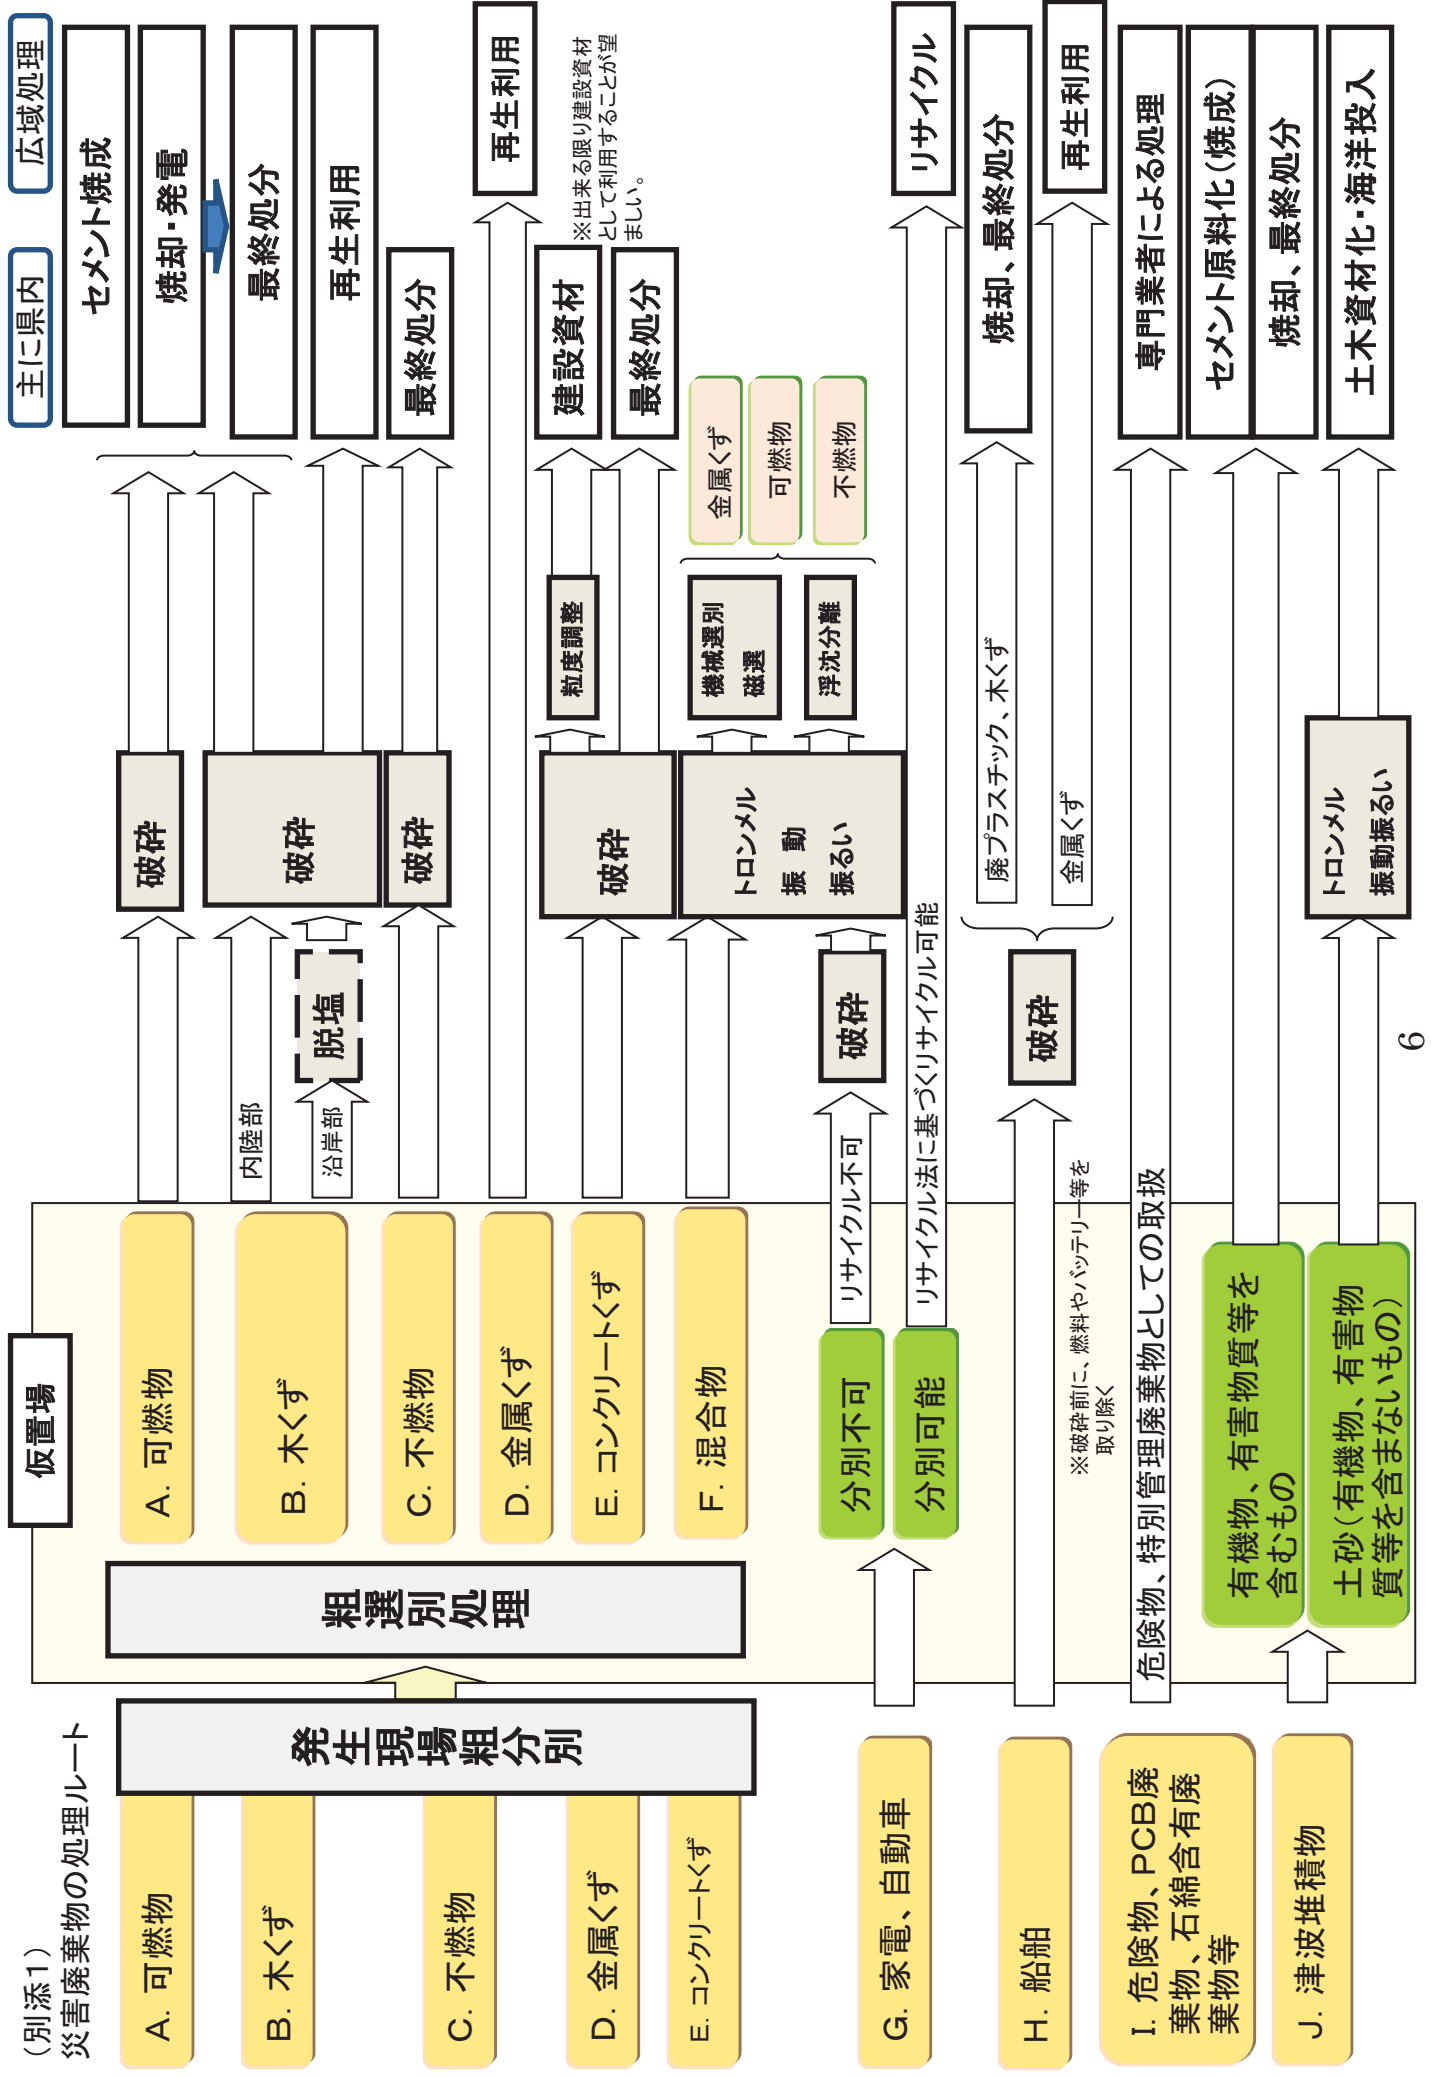 （別添１）
災害廃棄物の処理ルート
仮置場
主に県内
広域処理
A. 可燃物
B. 木くず
C. 不燃物
D. 金属くず
E. コンクリートくず
発生現場粗分別
粗選別処理
A. 可燃物
破砕
セメント焼成
焼却・発電
最終処分
B. 木くず
内陸部
沿岸部
脱塩
破砕
再生利用
C. 不燃物
破砕
最終処分
D. 金属くず
再生利用
E. コンクリートくず
破砕
粒度調整
建設資材
最終処分
※出来る限り建設資材
として利用することが望
ましい。
F. 混合物
トロンメル
振　動
振るい
機械選別
磁選
浮沈分離
金属くず
可燃物
不燃物
G. 家電、自動車
分別不可
リサイクル不可
破砕
分別可能
リサイクル法に基づくリサイクル可能
リサイクル
H. 船舶
破砕
※破砕前に、燃料やバッテリー等を
取り除く
廃プラスチック、木くず
焼却、最終処分
金属くず
再生利用
I. 危険物、PCB廃
棄物、石綿含有廃
棄物等
危険物、特別管理廃棄物としての取扱
専門業者による処理
J. 津波堆積物
有機物、有害物質等を
含むもの
セメント原料化（焼成）
焼却、最終処分
土砂（有機物、有害物
質等を含まないもの）
トロンメル
振動振るい
土木資材化・海洋投入
6